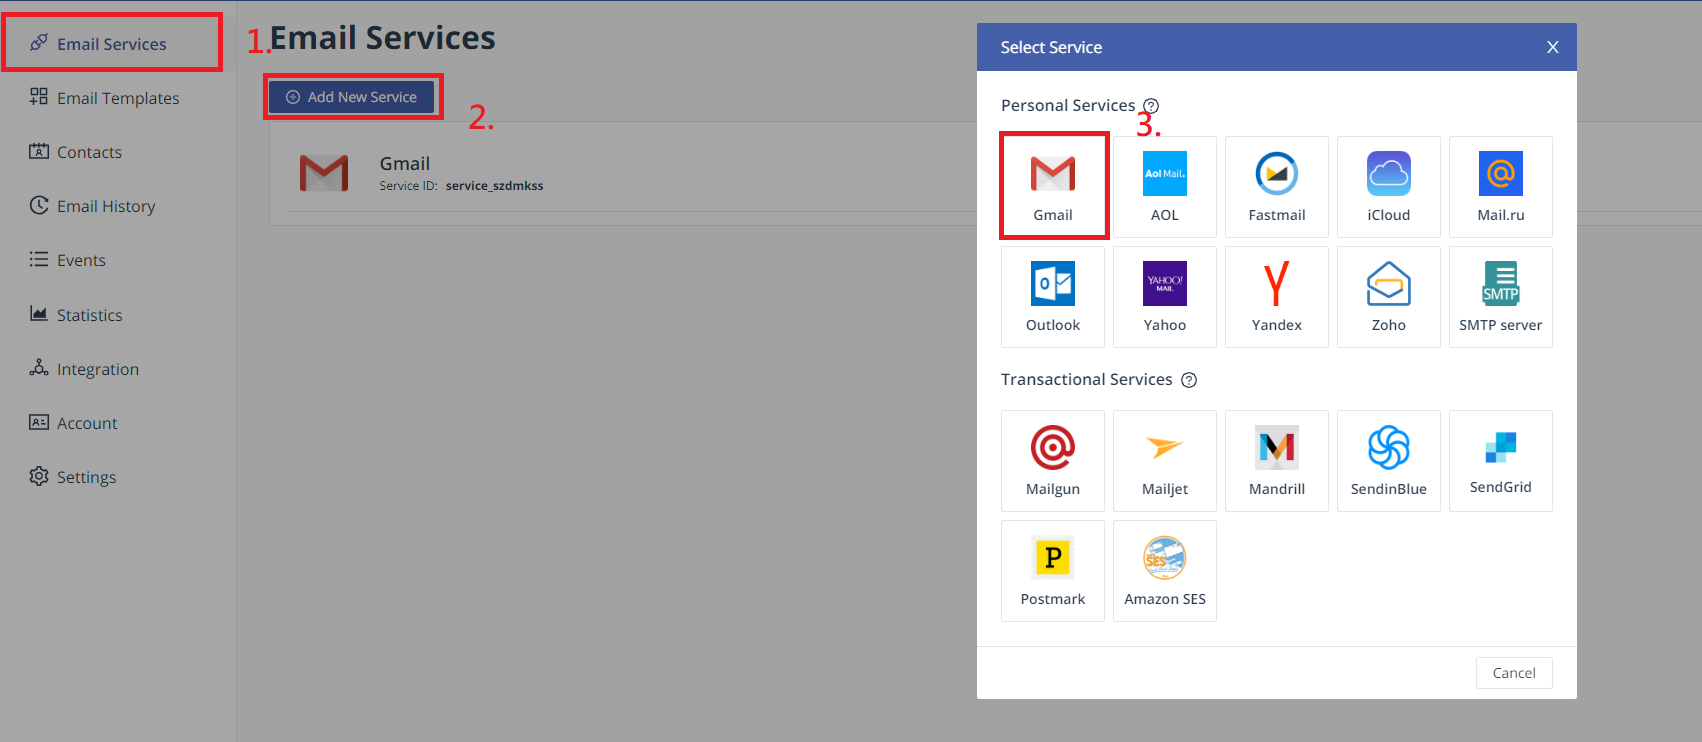 Email Services
Email Templates
Contacts
Email History
Events
Statistics
Integration
Account
Settings
1.
Email Services
Add New Service
2.
Gmail
Service ID: service_szdmkss
Select Service
X
Personal Services ?
3.
Gmail
Aol Mail.
AOL
Fastmail
iCloud
@
Mail.ru
O
Outlook
YAHOO!
MAIL
Yahoo
Y
Yandex
Zoho
SMTP
SMTP server
Transactional Services ?
Mailgun
Mailjet
Mandrill
SendinBlue
SendGrid
P
Postmark
SES
Amazon SES
Cancel